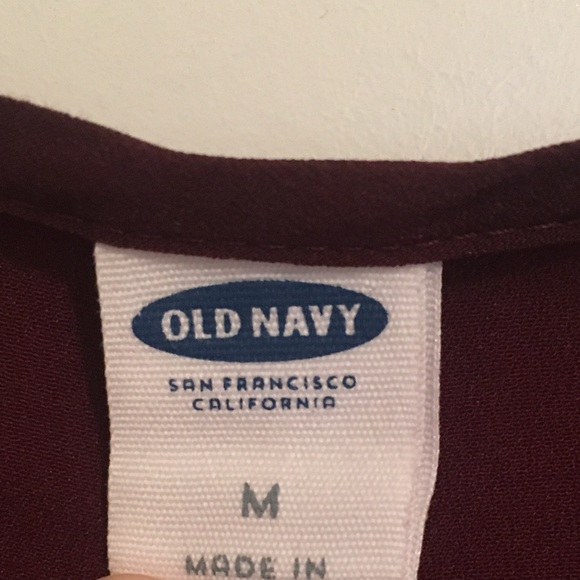 OLD NAVY
SAN FRANCISCO
CALIFORNIA
M
MADE IN